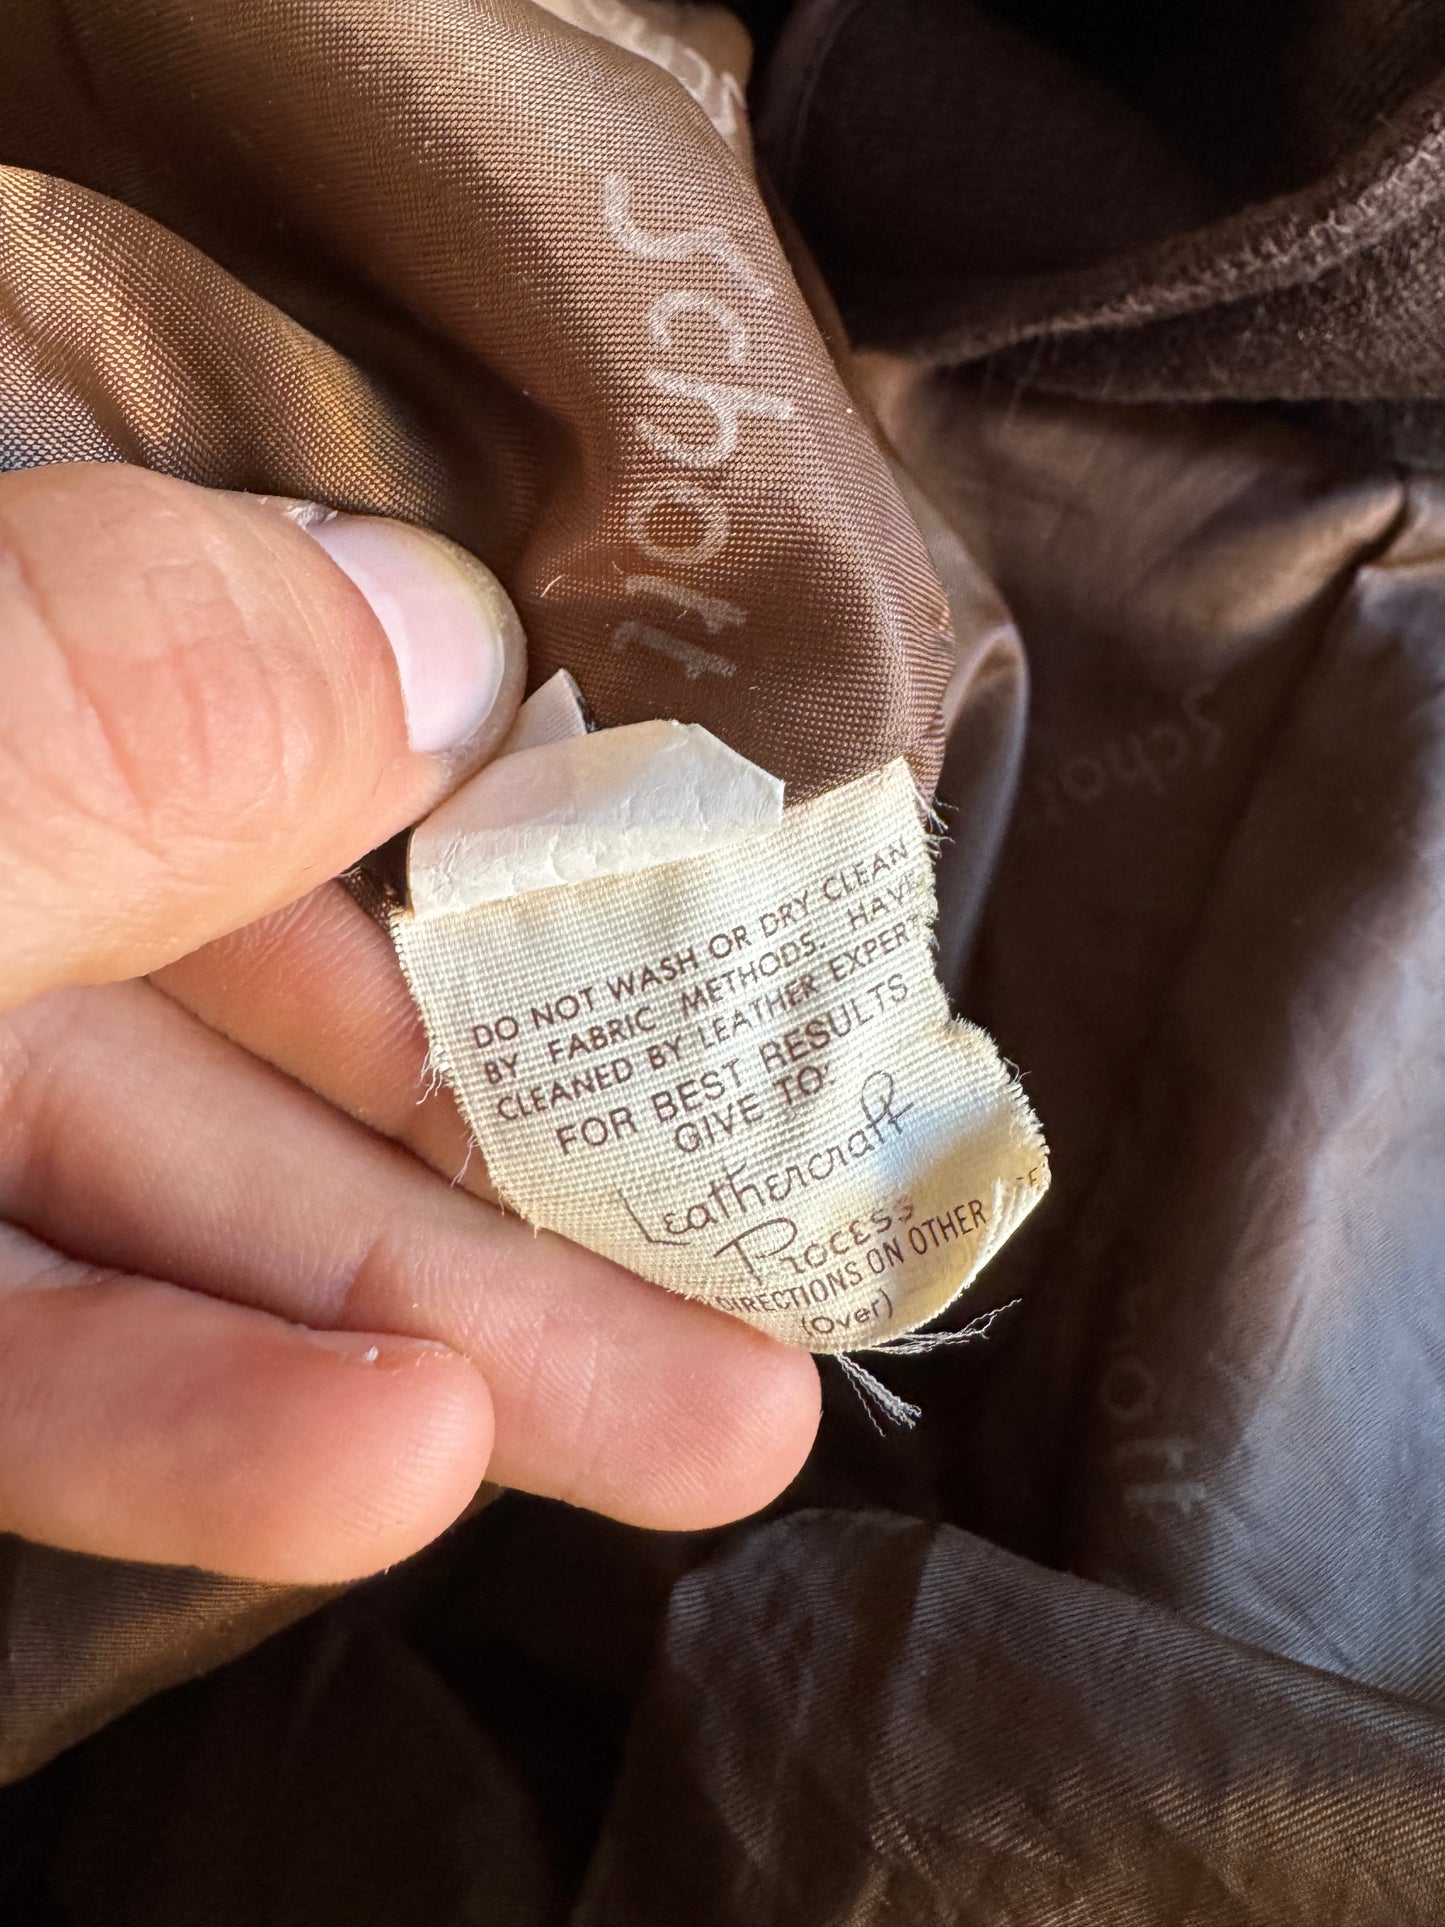 Schott
DO NOT WASH OR DRY CLEAN
BY FABRIC METHODS. HAVE
CLEANED BY LEATHER EXPERT
FOR BEST RESULTS
GIVE TO:
Leathercraft
Process
DIRECTIONS ON OTHER
(Over)
Schott